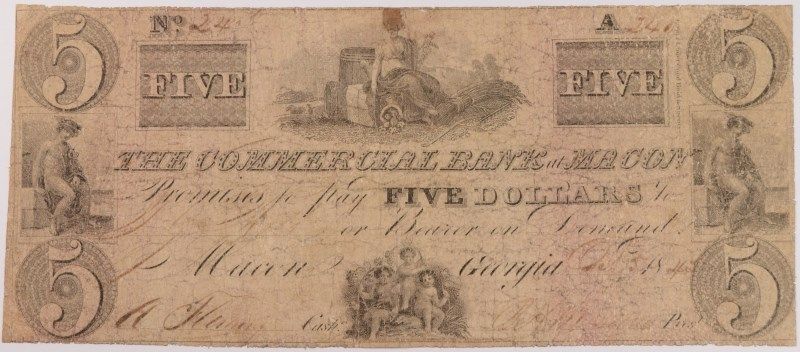 5 No A 5
FIVE FIVE
THE COMMERCIAL BANK at MACON
Promises to pay FIVE DOLLARS to
or Bearer on Demand.
Macon Georgia 184
5 Cash. Pres. 5